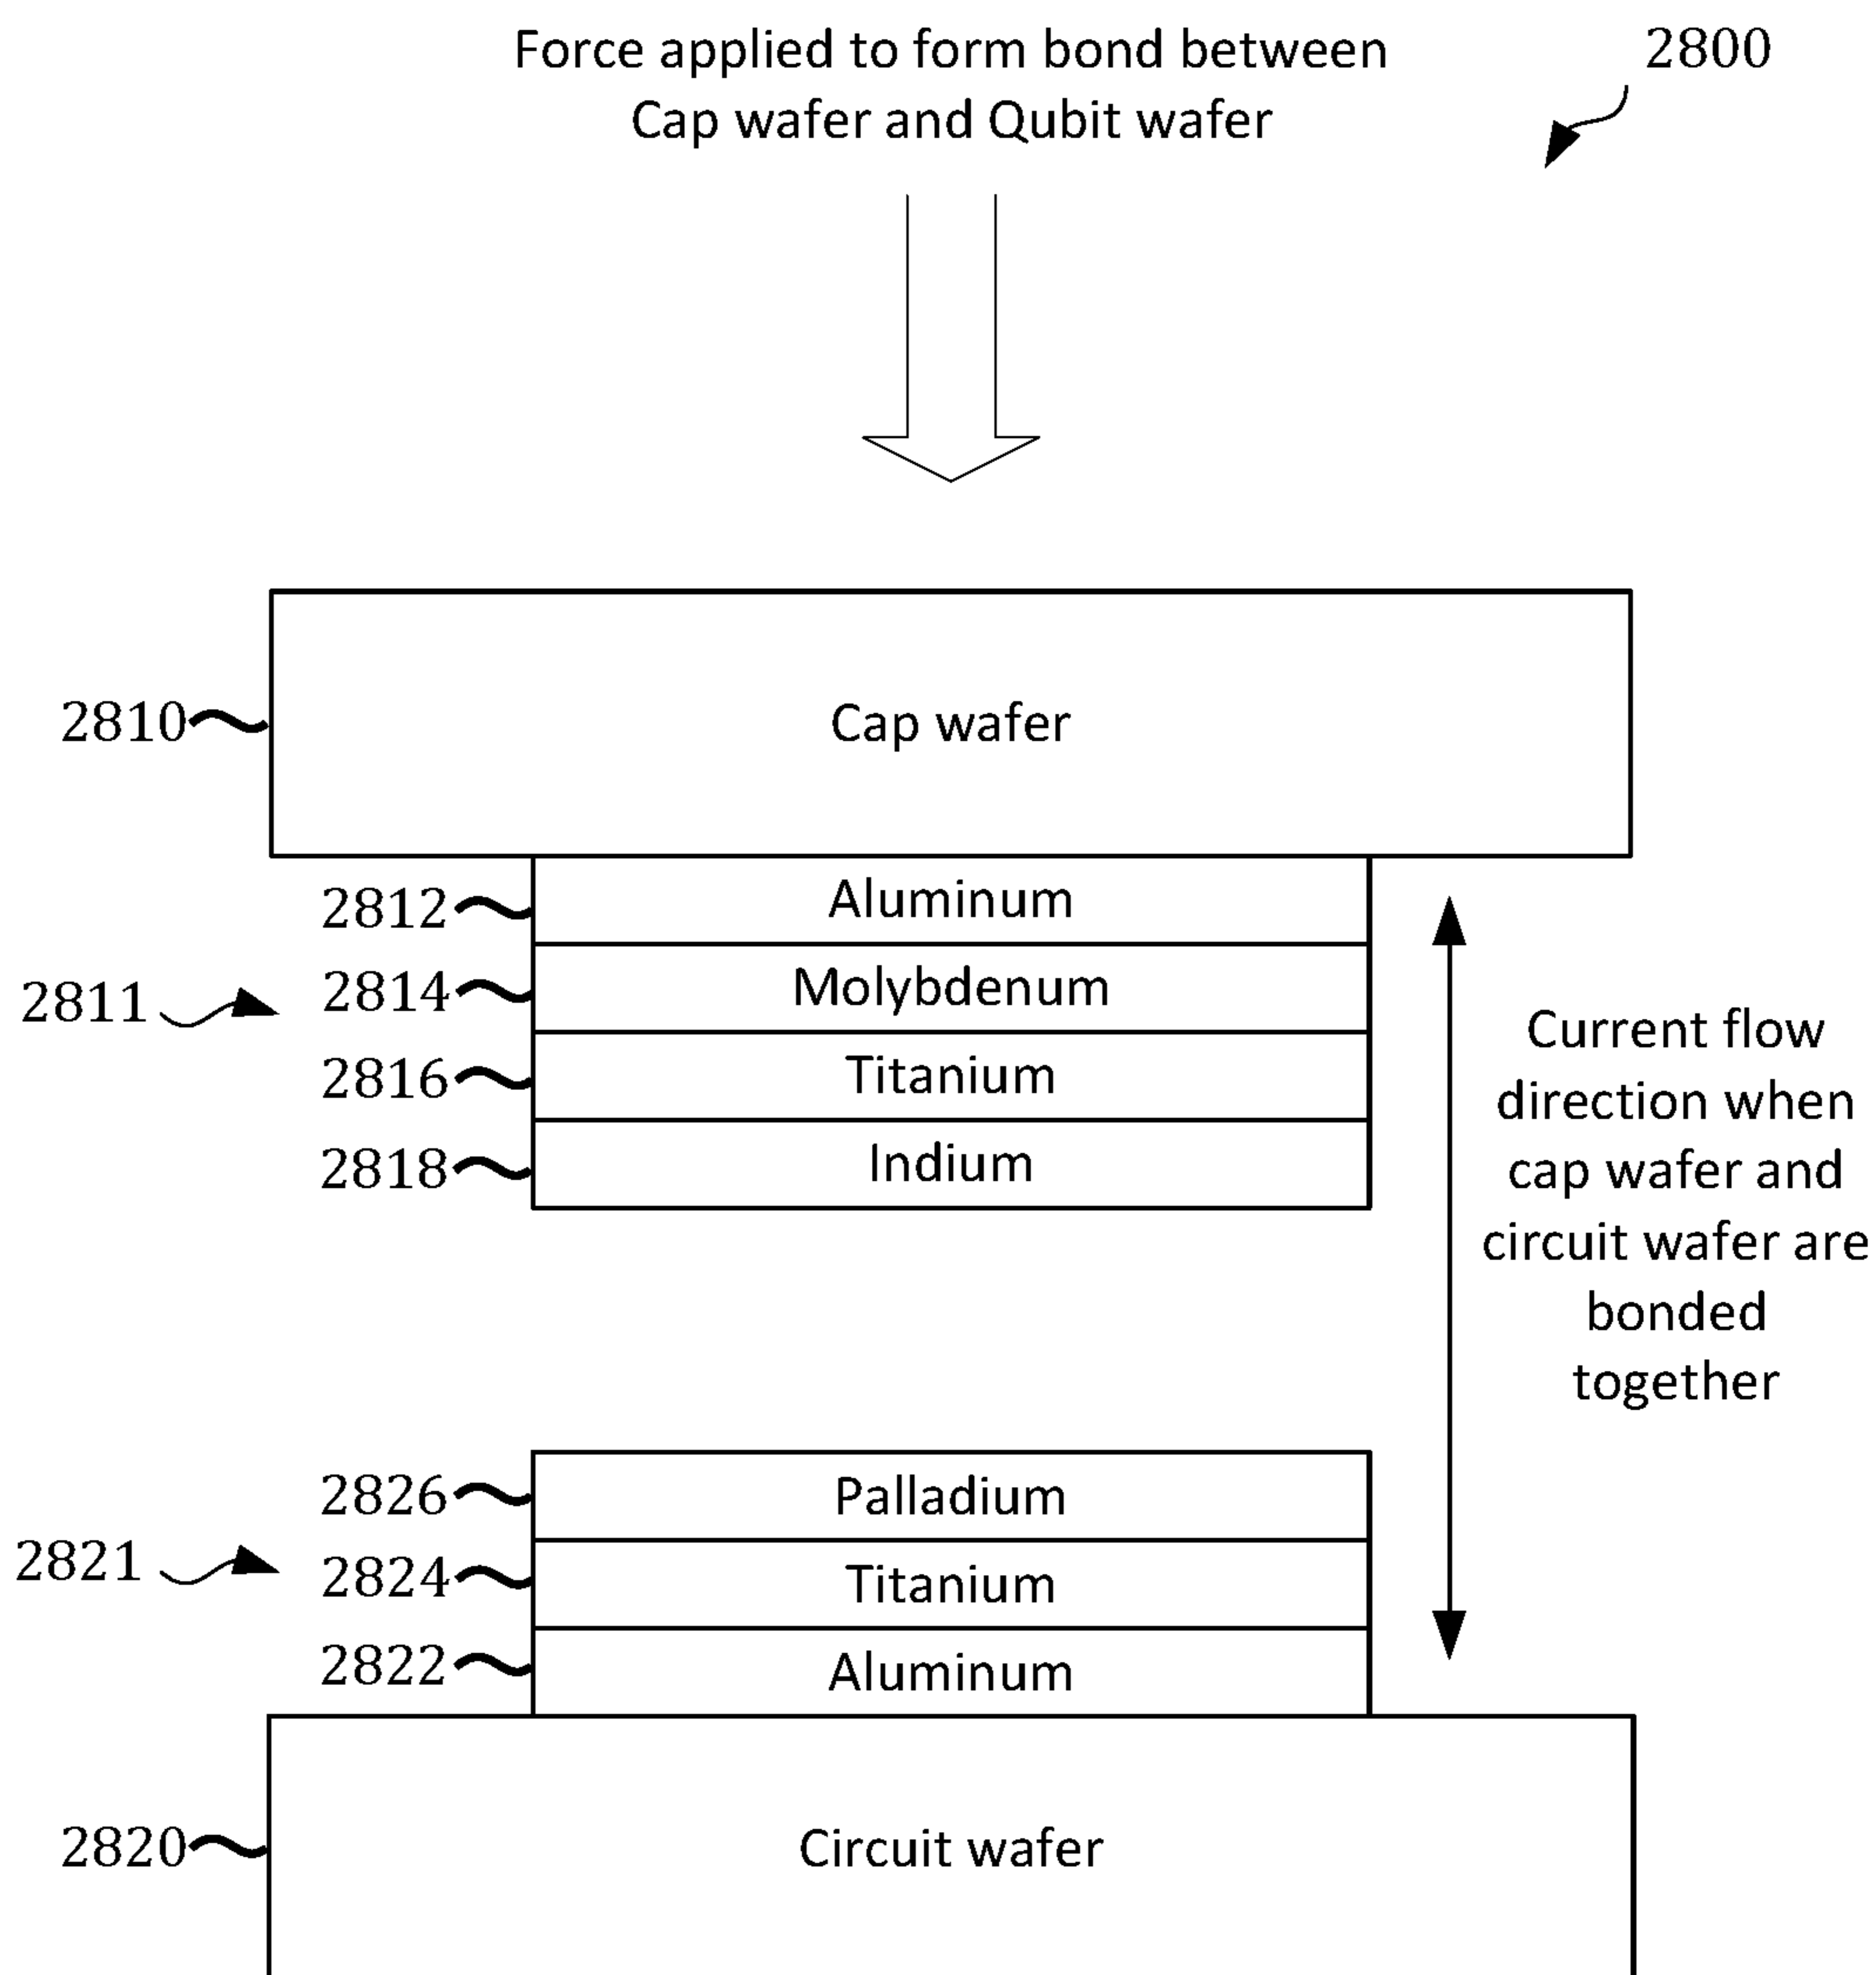 Force applied to form bond between
Cap wafer and Qubit wafer
2800
2810
Cap wafer
2812
Aluminum
2811
2814
Molybdenum
2816
Titanium
2818
Indium
Current flow
direction when
cap wafer and
circuit wafer are
bonded
together
2826
Palladium
2821
2824
Titanium
2822
Aluminum
2820
Circuit wafer